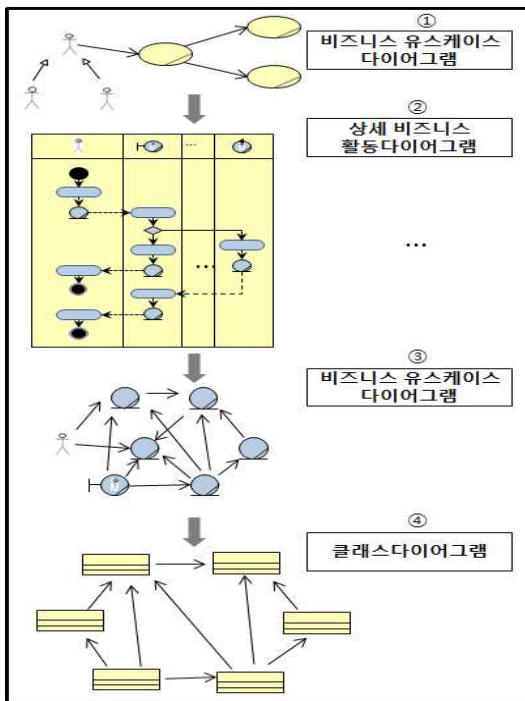 ①
비즈니스 유스케이스
다이어그램
②
상세 비즈니스
활동다이어그램
...
...
...
③
비즈니스 유스케이스
다이어그램
④
클래스다이어그램